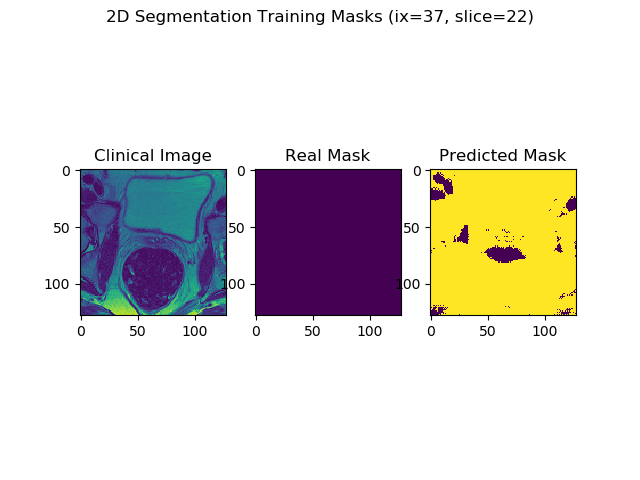 2D Segmentation Training Masks (ix=37, slice=22)
Clinical Image Real Mask Predicted Mask
0 0 0
50 50 50
100 100 100
0 50 100 0 50 100 0 50 100